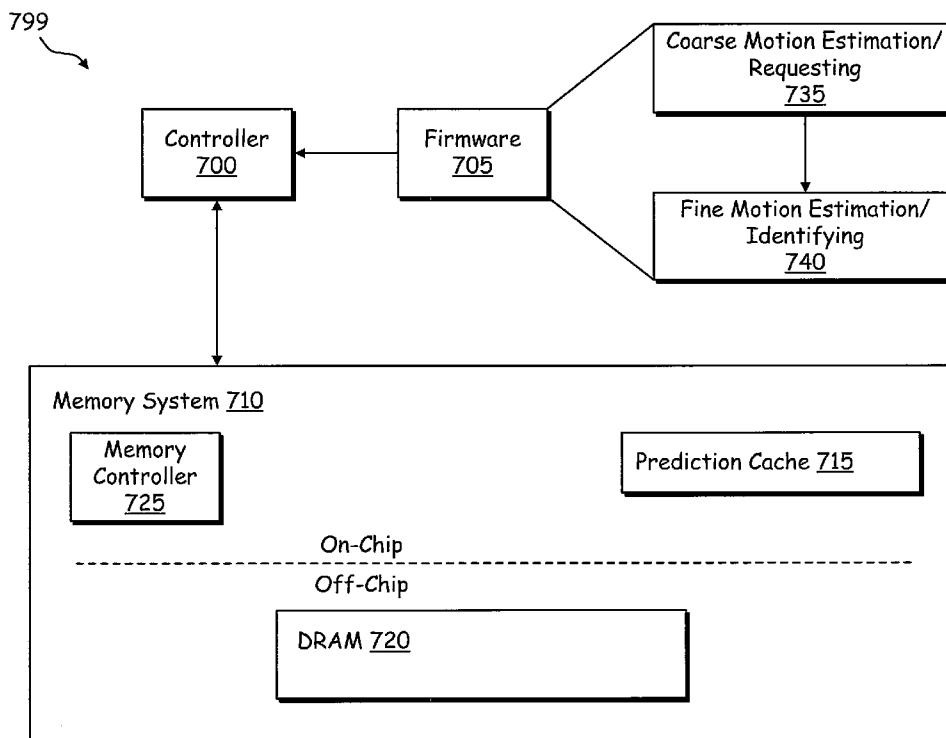 799
Coarse Motion Estimation/
Requesting
735
Controller
700
Firmware
705
Fine Motion Estimation/
Identifying
740
Memory System 710
Memory
Controller
725
Prediction Cache 715
On-Chip
Off-Chip
DRAM 720